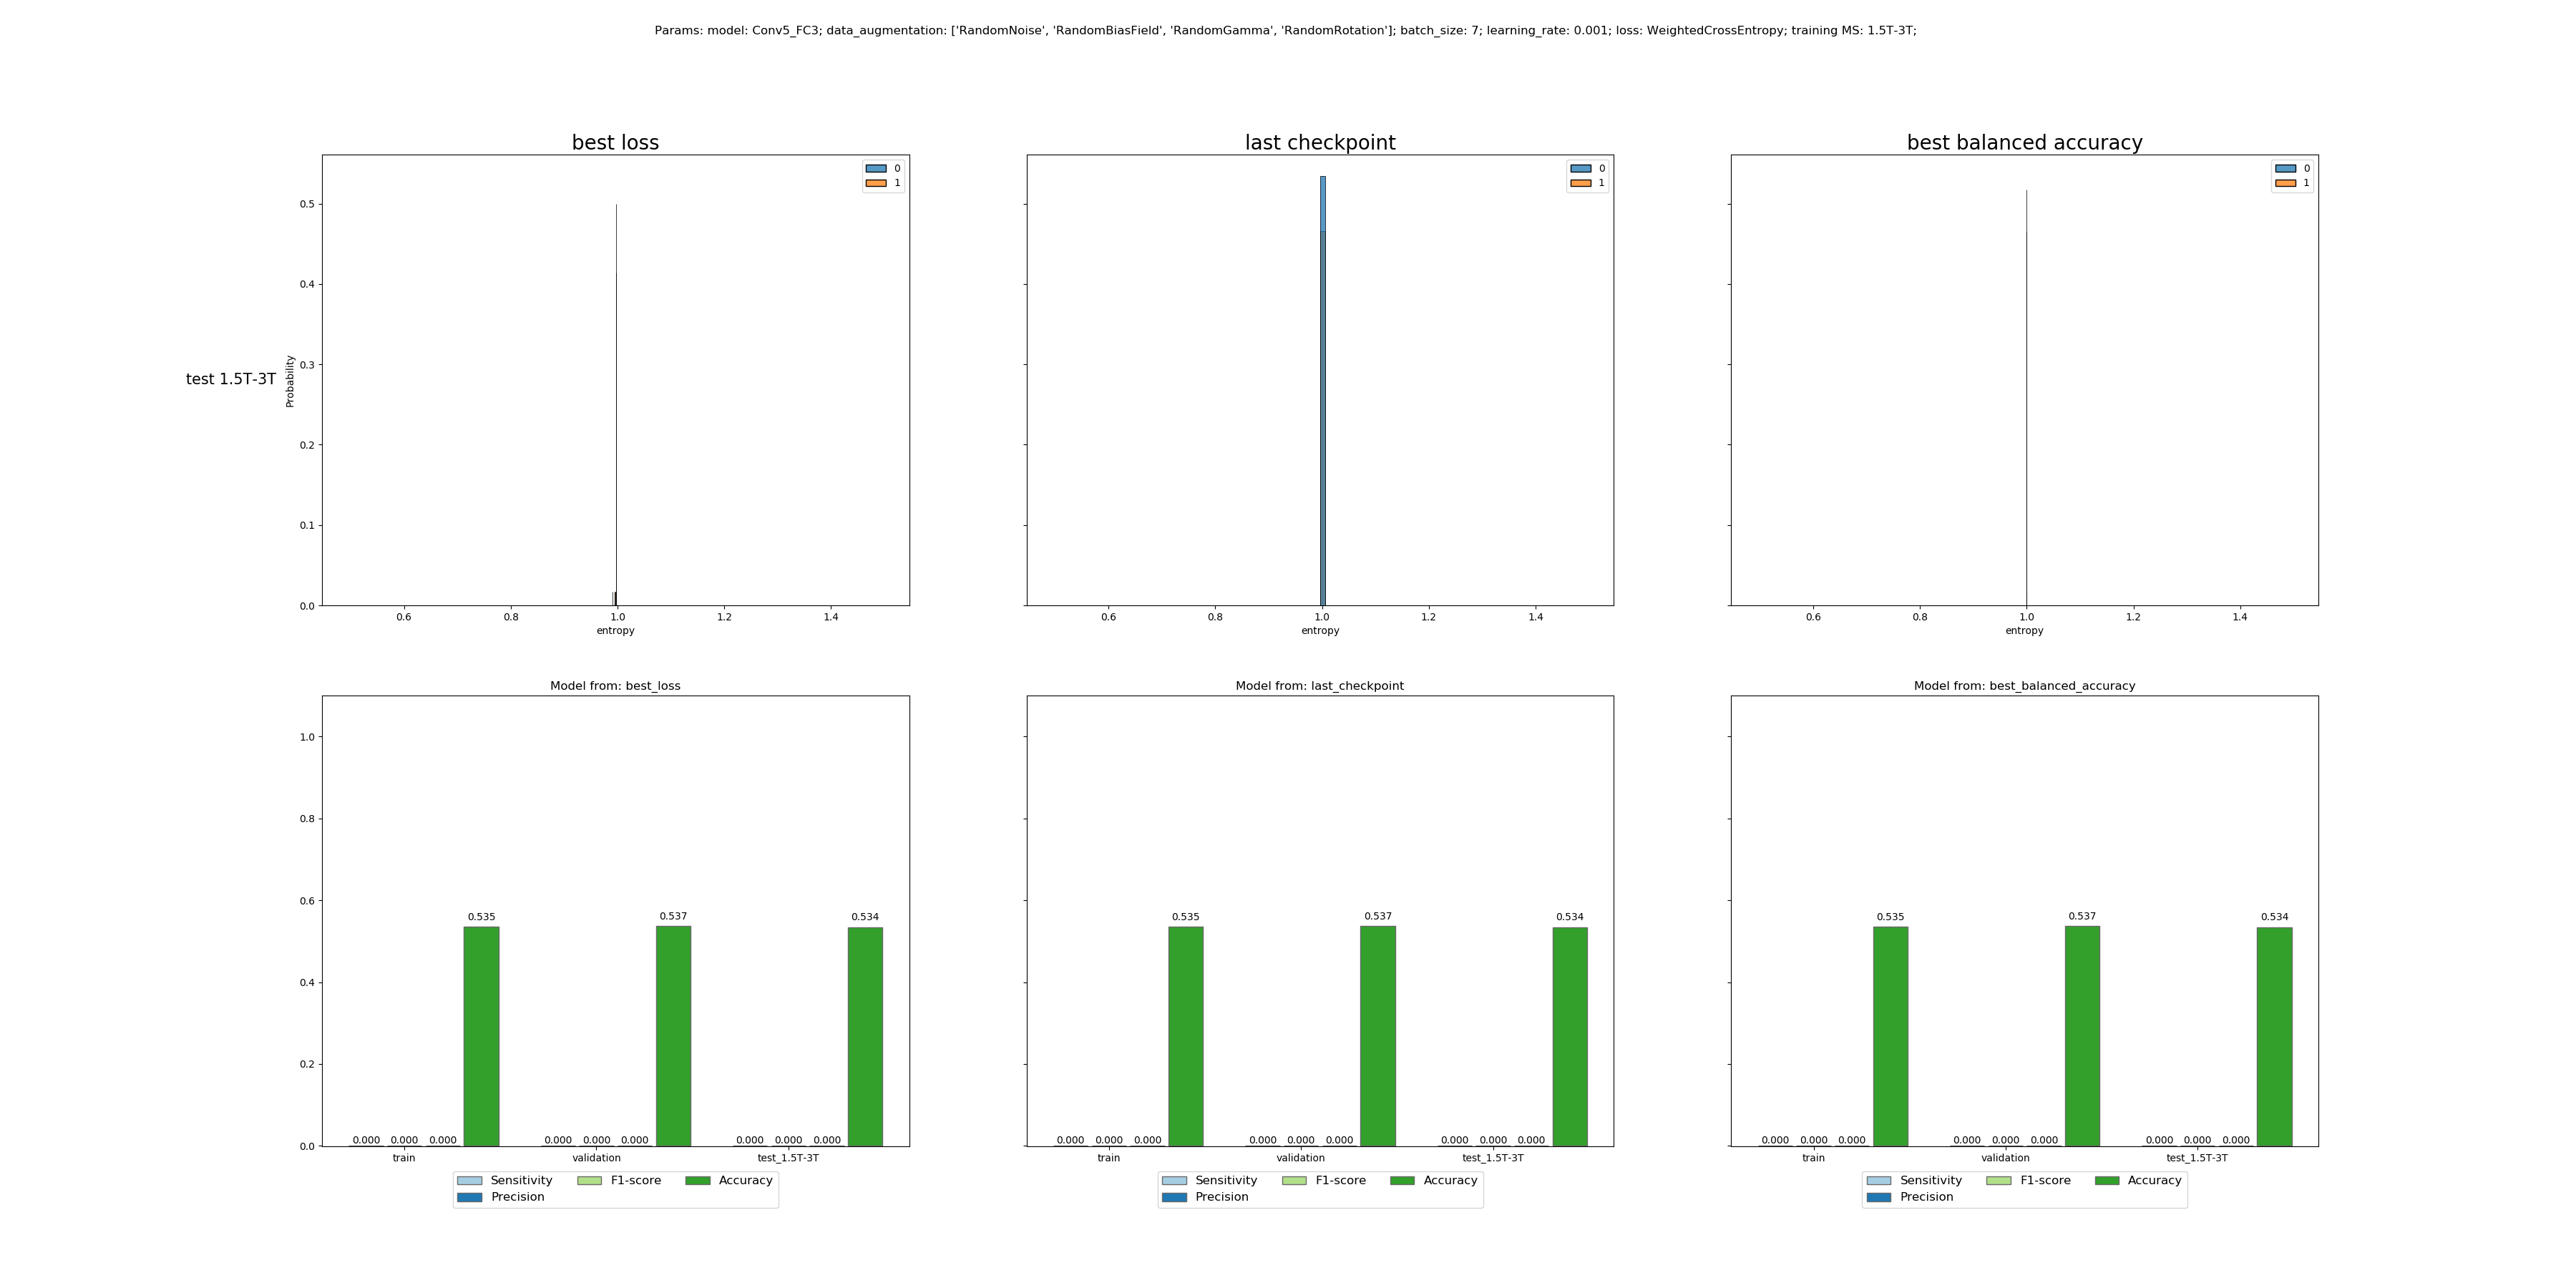 Params: model: Conv5_FC3; data_augmentation: ['RandomNoise', 'RandomBiasField', 'RandomGamma', 'RandomRotation']; batch_size: 7; learning_rate: 0.001; loss: WeightedCrossEntropy; training MS: 1.5T-3T;
best loss
0
1
0.5
0.4
0.3
0.2
0.1
0.0
test 1.5T-3T
Probability
0.6 0.8 1.0 1.2 1.4
entropy
last checkpoint
0
1
0.6 0.8 1.0 1.2 1.4
entropy
best balanced accuracy
0
1
0.6 0.8 1.0 1.2 1.4
entropy
Model from: best_loss
1.0
0.8
0.6
0.4
0.2
0.0
0.535 0.537 0.534
0.000 0.000 0.000 0.000 0.000 0.000 0.000 0.000 0.000
train validation test_1.5T-3T
Sensitivity F1-score Accuracy
Precision
Model from: last_checkpoint
0.535 0.537 0.534
0.000 0.000 0.000 0.000 0.000 0.000 0.000 0.000 0.000
train validation test_1.5T-3T
Sensitivity F1-score Accuracy
Precision
Model from: best_balanced_accuracy
0.535 0.537 0.534
0.000 0.000 0.000 0.000 0.000 0.000 0.000 0.000 0.000
train validation test_1.5T-3T
Sensitivity F1-score Accuracy
Precision